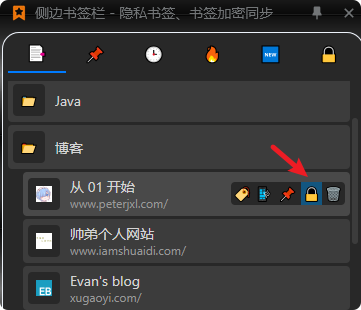 侧边书签栏 - 隐私书签、书签加密同步
NEW
Java
博客
从 01 开始
www.peterjxl.com/
帅弟个人网站
www.iamshuaidi.com/
EB
Evan's blog
xugaoyi.com/